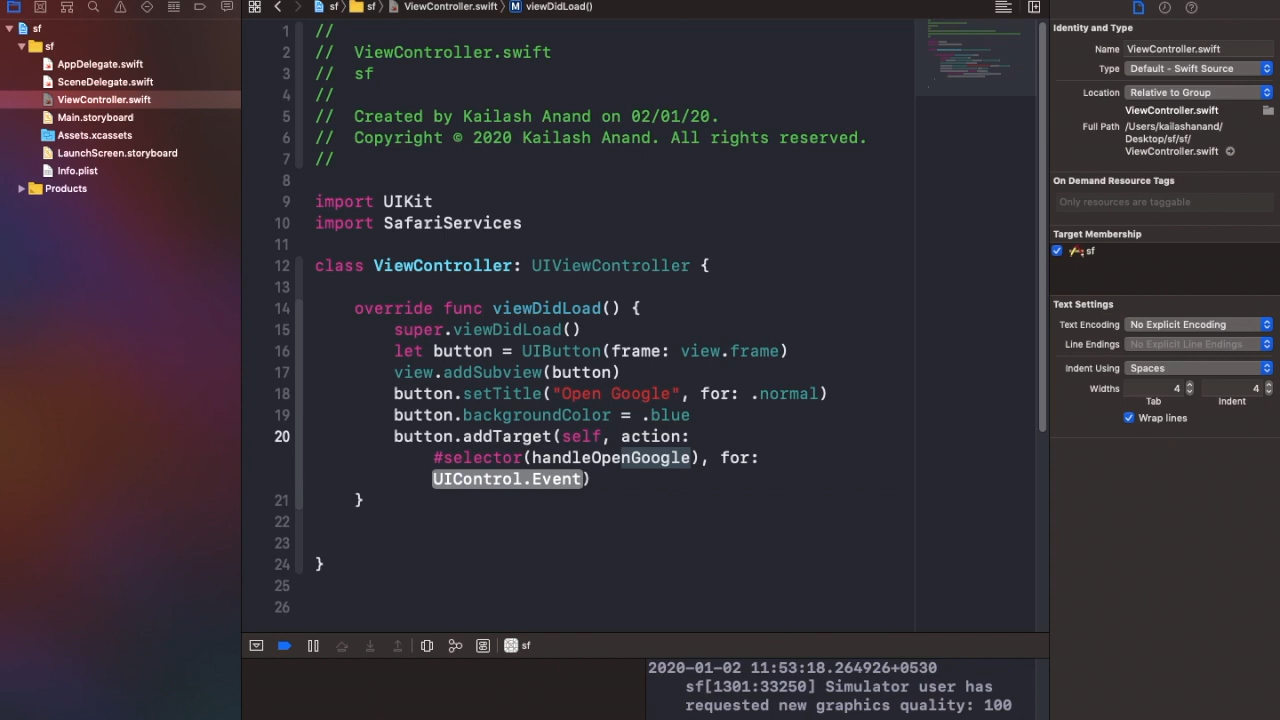 sf
sf
AppDelegate.swift
SceneDelegate.swift
ViewController.swift
Main.storyboard
Assets.xcassets
LaunchScreen.storyboard
Info.plist
Products
sf sf ViewController.swift M viewDidLoad()
1 //
2 //  ViewController.swift
3 //  sf
4 //
5 //  Created by Kailash Anand on 02/01/20.
6 //  Copyright © 2020 Kailash Anand. All rights reserved.
7 //
8
9 import UIKit
10 import SafariServices
11
12 class ViewController: UIViewController {
13
14     override func viewDidLoad() {
15         super.viewDidLoad()
16         let button = UIButton(frame: view.frame)
17         view.addSubview(button)
18         button.setTitle("Open Google", for: .normal)
19         button.backgroundColor = .blue
20         button.addTarget(self, action:
            #selector(handleOpenGoogle), for:
            UIControl.Event)
21     }
22
23
24 }
25
26
sf
2020-01-02 11:53:18.264926+0530
sf[1301:33250] Simulator user has
requested new graphics quality: 100
Identity and Type
Name ViewController.swift
Type Default - Swift Source
Location Relative to Group
ViewController.swift
Full Path /Users/kailashanand/
Desktop/sf/sf/
ViewController.swift
On Demand Resource Tags
Only resources are taggable
Target Membership
sf
Text Settings
Text Encoding No Explicit Encoding
Line Endings No Explicit Line Endings
Indent Using Spaces
Widths 4 4
Tab Indent
Wrap lines